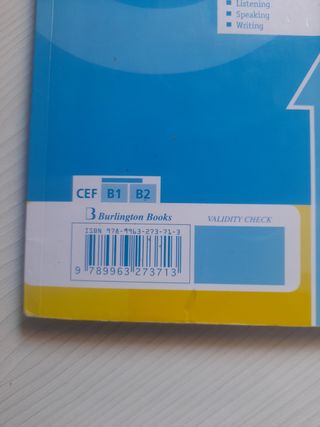 Listening
Speaking
Writing
CEF B1 B2
Burlington Books
VALIDITY CHECK
ISBN 978-9963-273-71-3
9 789963 273713